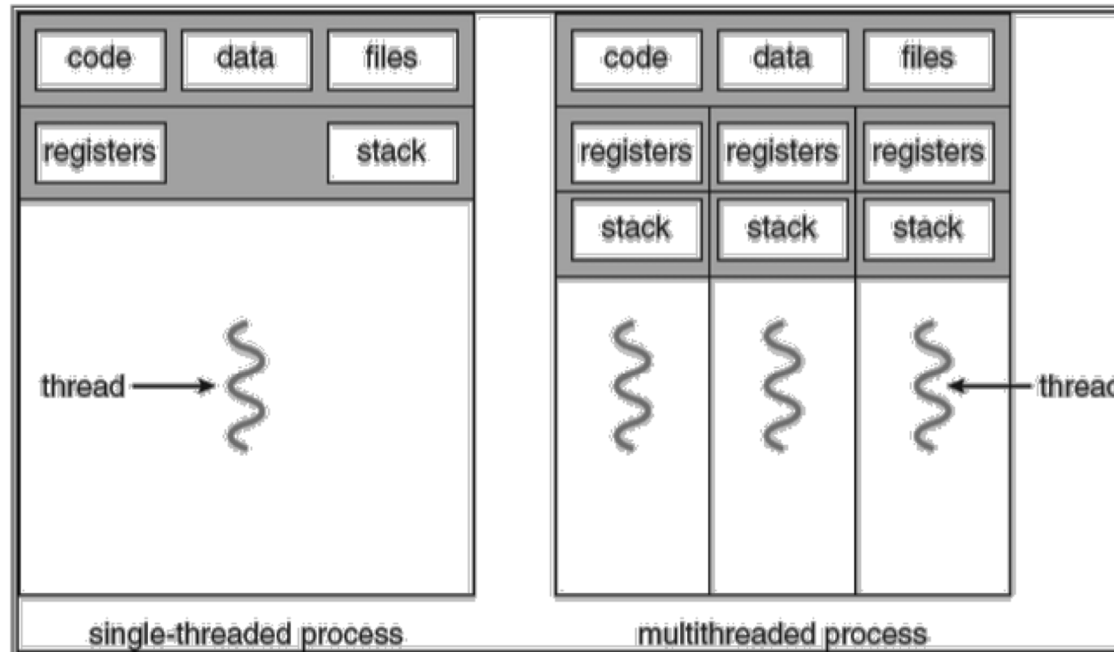 code data files code data files
registers stack registers registers registers
stack stack stack
thread thread
single-threaded process multithreaded process